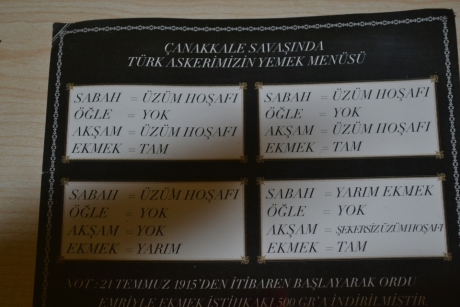 ÇANAKKALE SAVAŞINDA
TÜRK ASKERİMİZİN YEMEK MENÜSÜ
SABAH = ÜZÜM HOŞAFI
ÖĞLE = YOK
AKŞAM = ÜZÜM HOŞAFI
EKMEK = TAM
SABAH = ÜZÜM HOŞAFI
ÖĞLE = YOK
AKŞAM = ÜZÜM HOŞAFI
EKMEK = TAM
SABAH = ÜZÜM HOŞAFI
ÖĞLE = YOK
AKŞAM = YOK
EKMEK = YARIM
SABAH = YARIM EKMEK
ÖĞLE = YOK
AKŞAM = ŞEKERSİZ ÜZÜM HOŞAFI
EKMEK = TAM
NOT : 21 TEMMUZ 1915'DEN İTİBAREN BAŞLAYARAK ORDU
EMRİYLE EKMEK İSTİHKAKI 500 GR'A İNDİRİLMİŞTİR